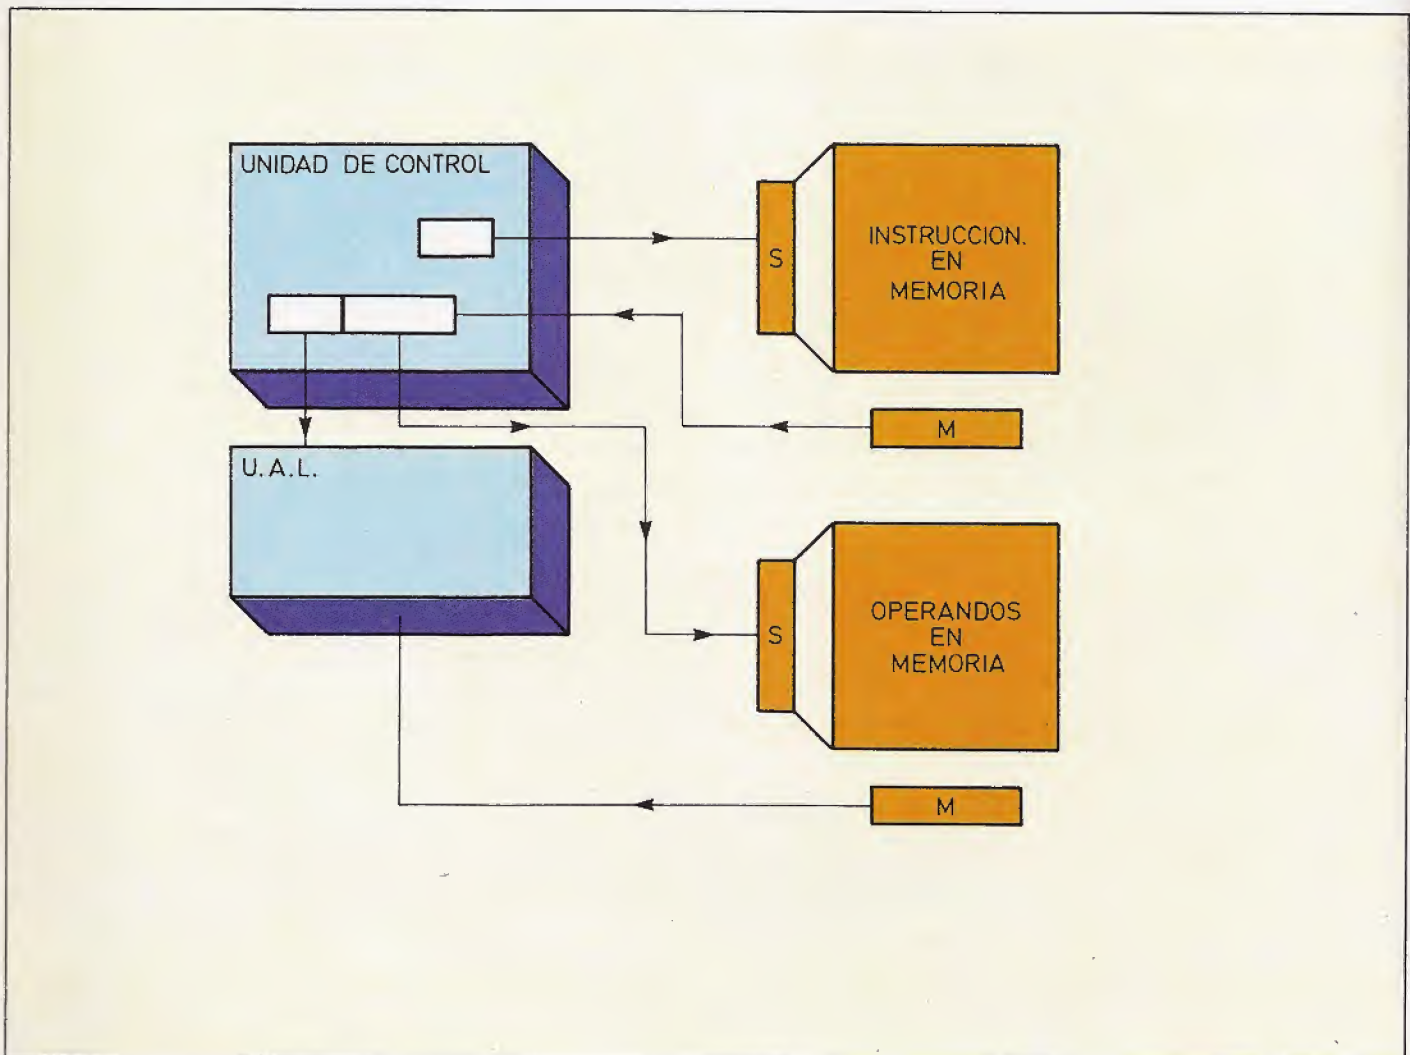 UNIDAD DE CONTROL
S
INSTRUCCION.
EN
MEMORIA
M
U.A.L.
S
OPERANDOS
EN
MEMORIA
M